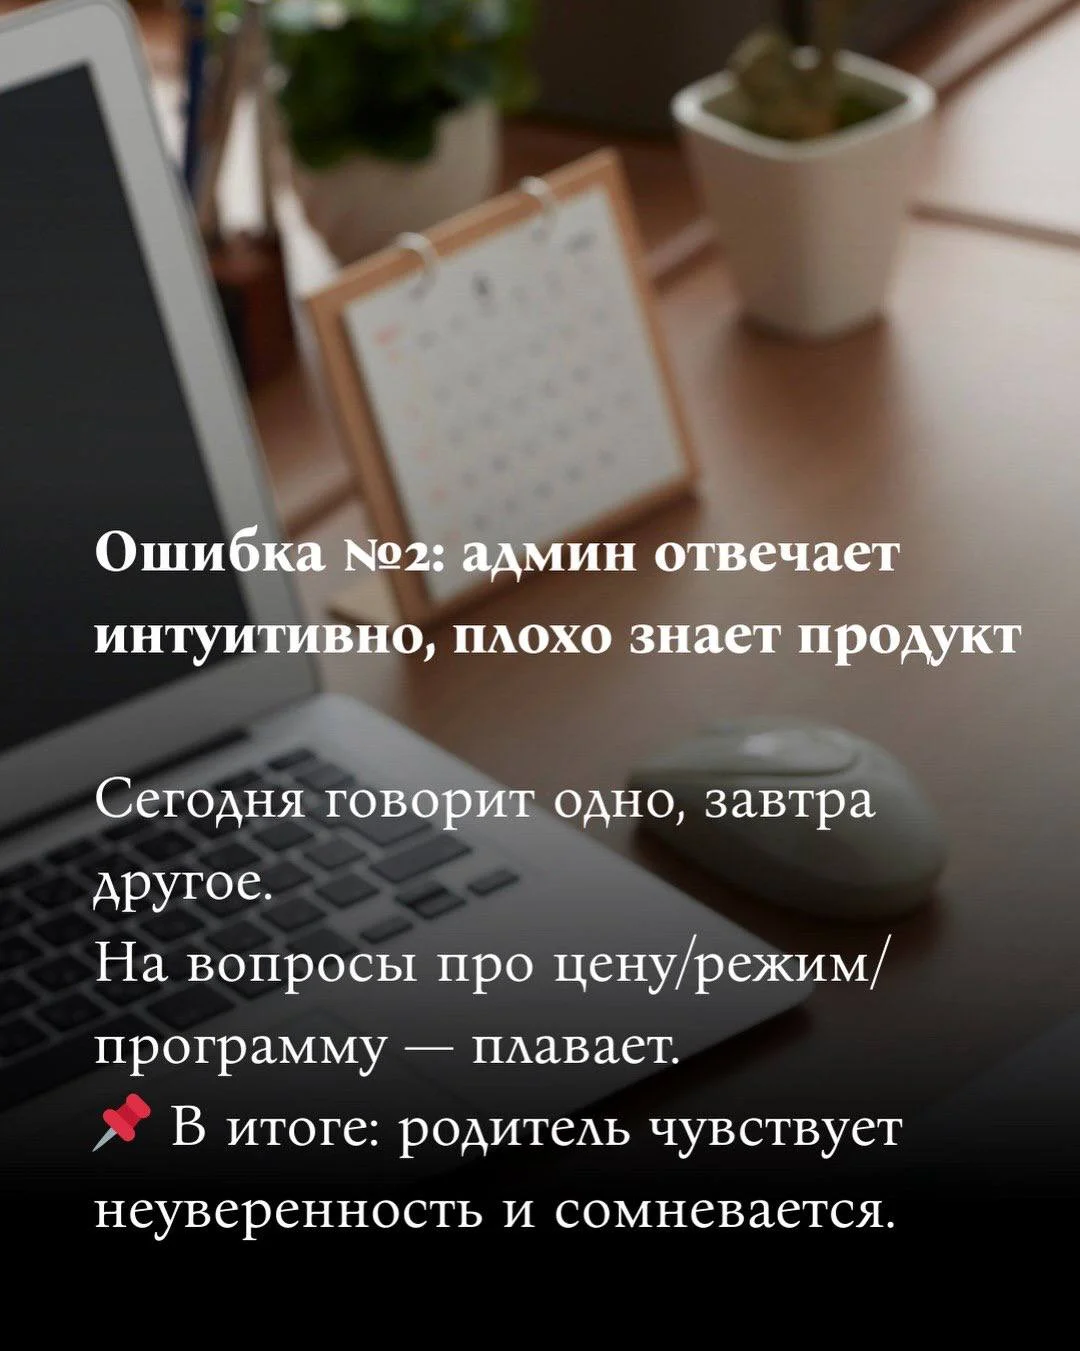 Ошибка №2: админ отвечает
интуитивно, плохо знает продукт
Сегодня говорит одно, завтра
другое.
На вопросы про цену/режим/
программу — плавает.
📌 В итоге: родитель чувствует
неуверенность и сомневается.